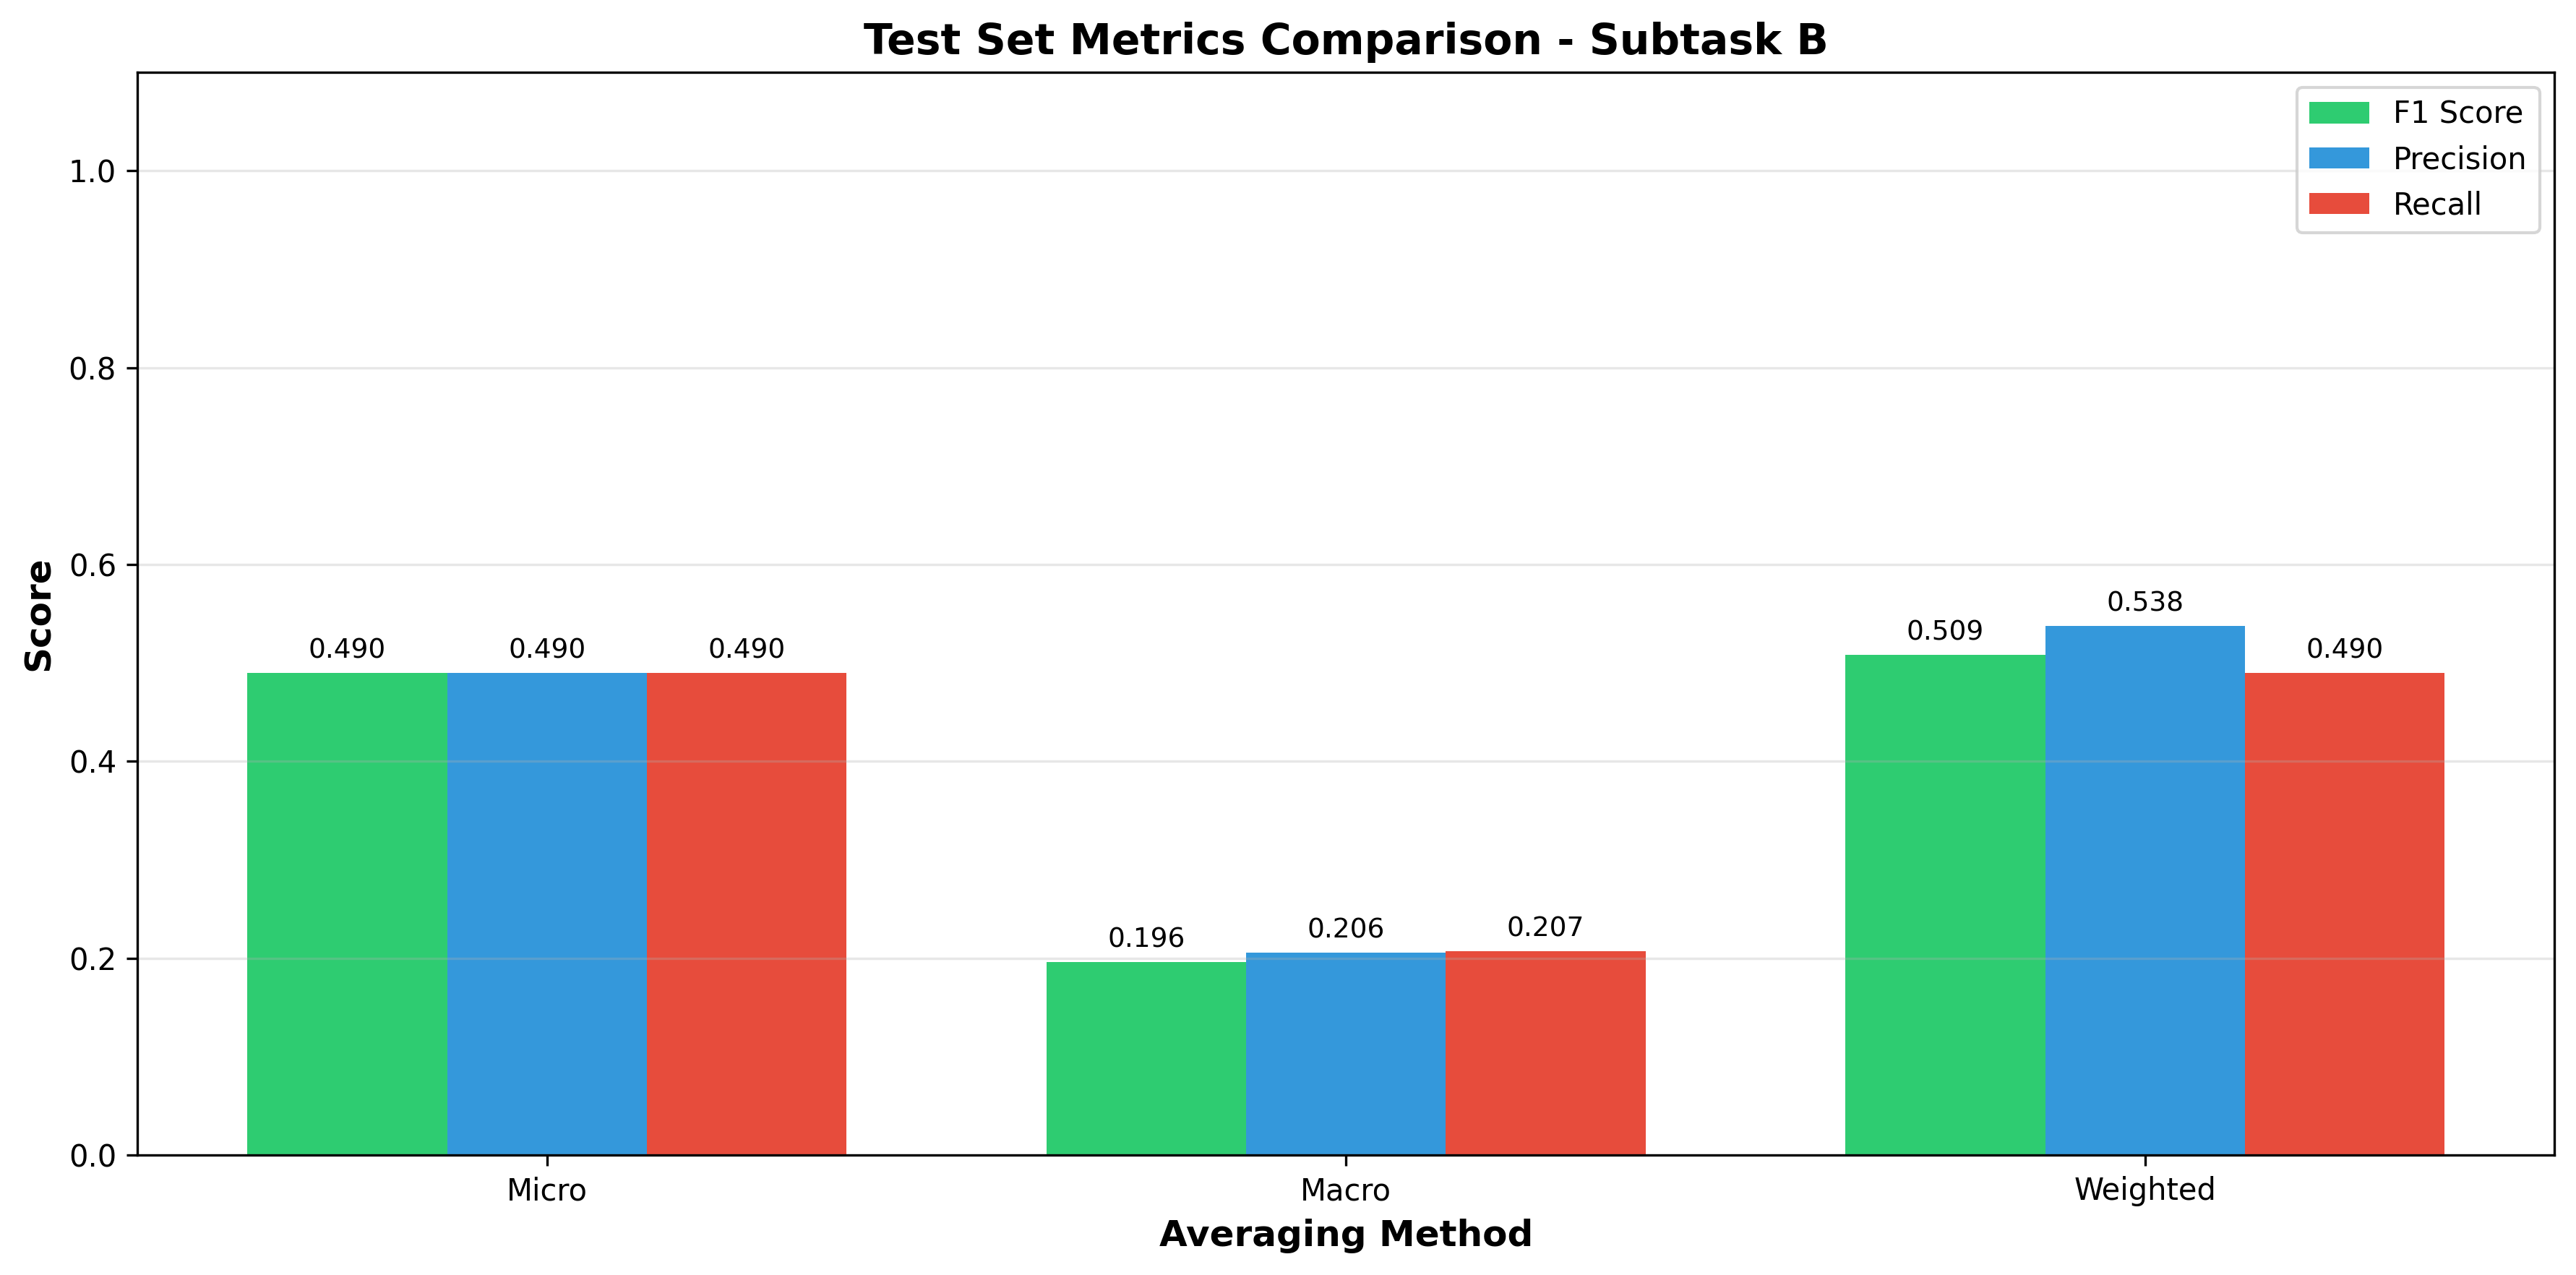 Test Set Metrics Comparison - Subtask B
F1 Score
Precision
Recall
Score
1.0
0.8
0.6
0.4
0.2
0.0
0.490
0.490
0.490
0.196
0.206
0.207
0.509
0.538
0.490
Micro
Macro
Weighted
Averaging Method